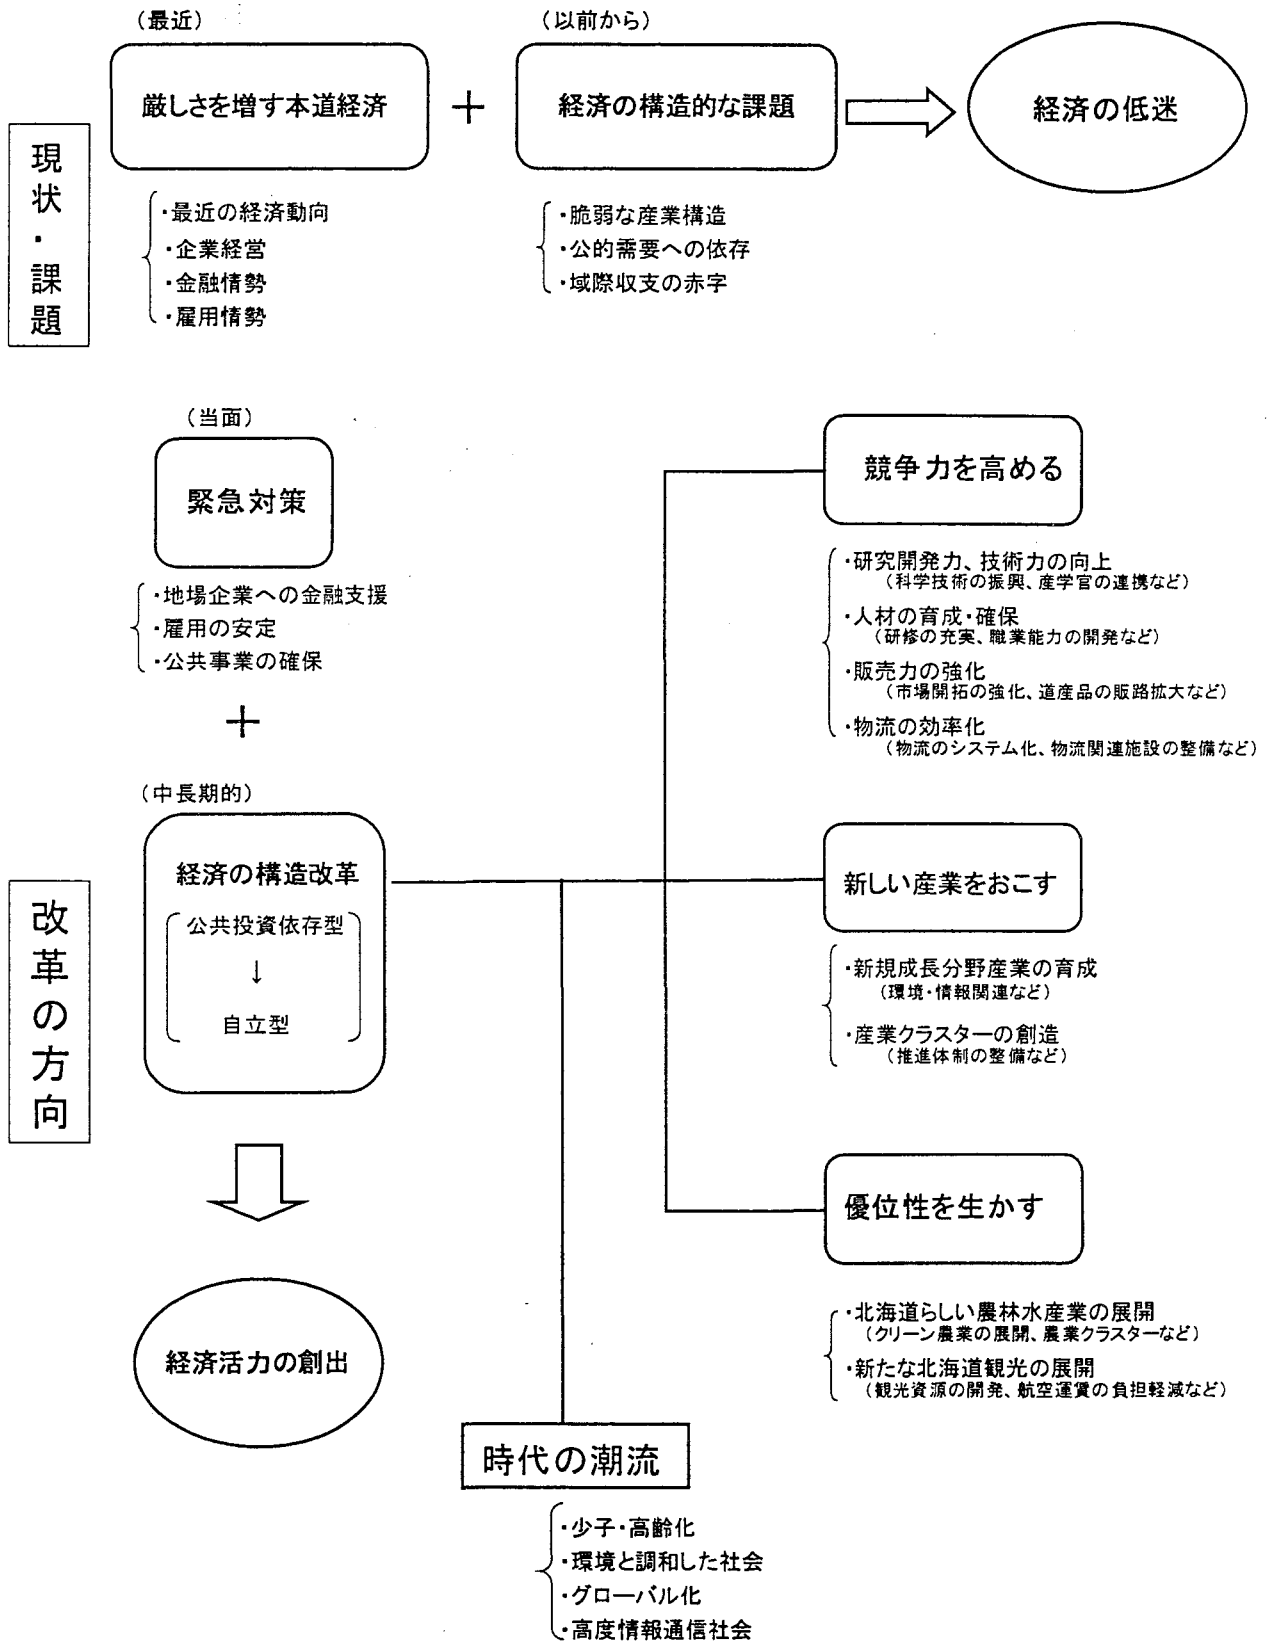 （最近）
厳しさを増す本道経済
＋
（以前から）
経済の構造的な課題
経済の低迷
現状・課題
・最近の経済動向
・企業経営
・金融情勢
・雇用情勢
・脆弱な産業構造
・公的需要への依存
・域際収支の赤字
（当面）
緊急対策
・地場企業への金融支援
・雇用の安定
・公共事業の確保
＋
（中長期的）
改革の方向
経済の構造改革
公共投資依存型
↓
自立型
経済活力の創出
競争力を高める
・研究開発力、技術力の向上
（科学技術の振興、産学官の連携など）
・人材の育成・確保
（研修の充実、職業能力の開発など）
・販売力の強化
（市場開拓の強化、道産品の販路拡大など）
・物流の効率化
（物流のシステム化、物流関連施設の整備など）
新しい産業をおこす
・新規成長分野産業の育成
（環境・情報関連など）
・産業クラスターの創造
（推進体制の整備など）
優位性を生かす
・北海道らしい農林水産業の展開
（クリーン農業の展開、農業クラスターなど）
・新たな北海道観光の展開
（観光資源の開発、航空運賃の負担軽減など）
時代の潮流
・少子・高齢化
・環境と調和した社会
・グローバル化
・高度情報通信社会